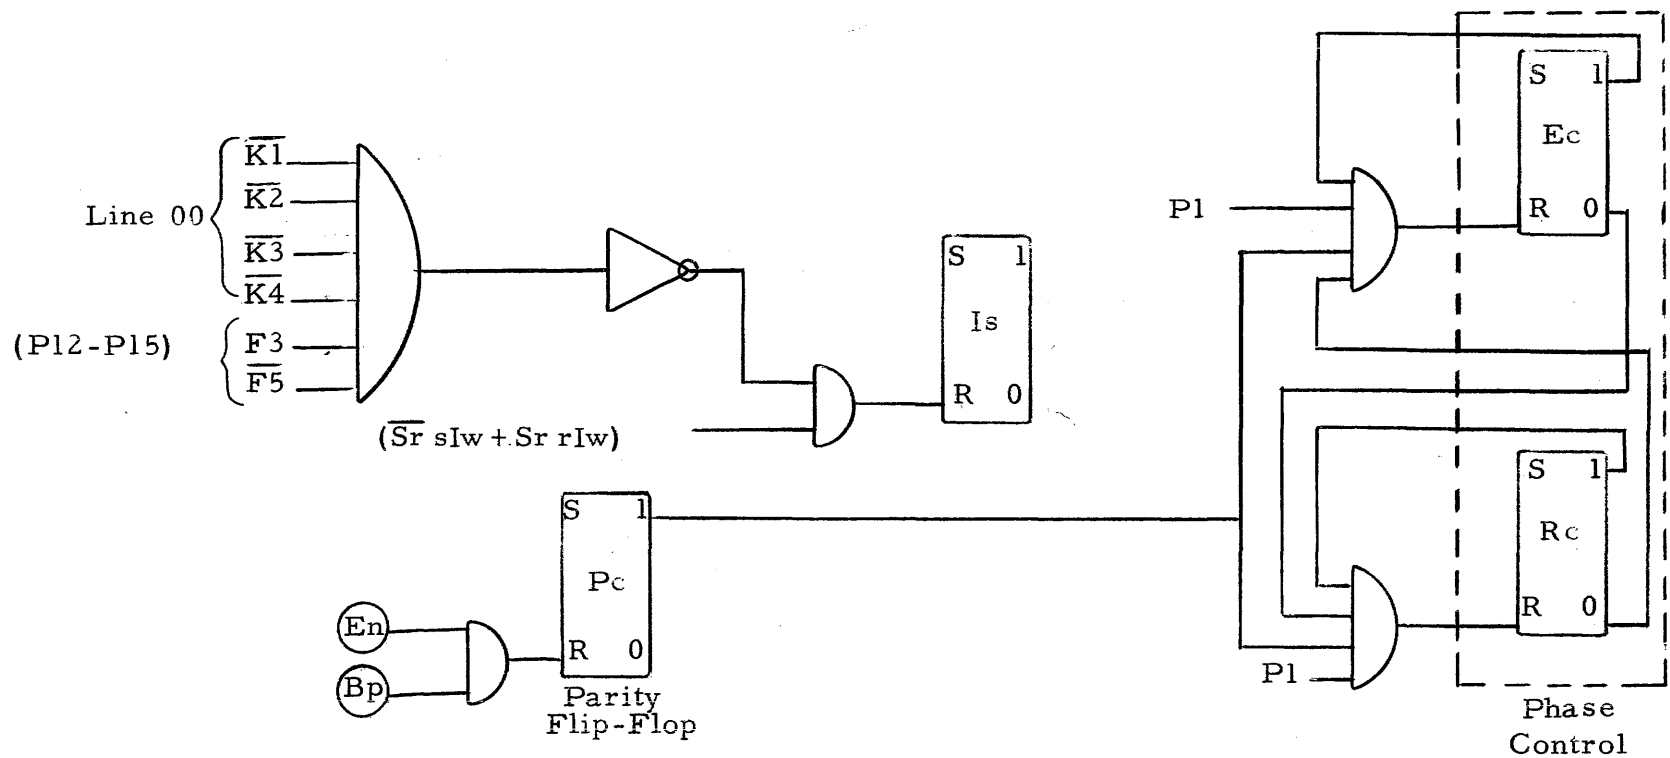 K̅1̅
K̅2̅
Line 00
K̅3̅
K̅4̅
(P12-P15)
F3
F̅5̅
(S̅r̅ sIw + Sr rIw)
S 1
Is
R 0
S 1
Pc
R 0
En
Bp
Parity
Flip-Flop
P1
S 1
Ec
R 0
S 1
Rc
R 0
P1
Phase
Control